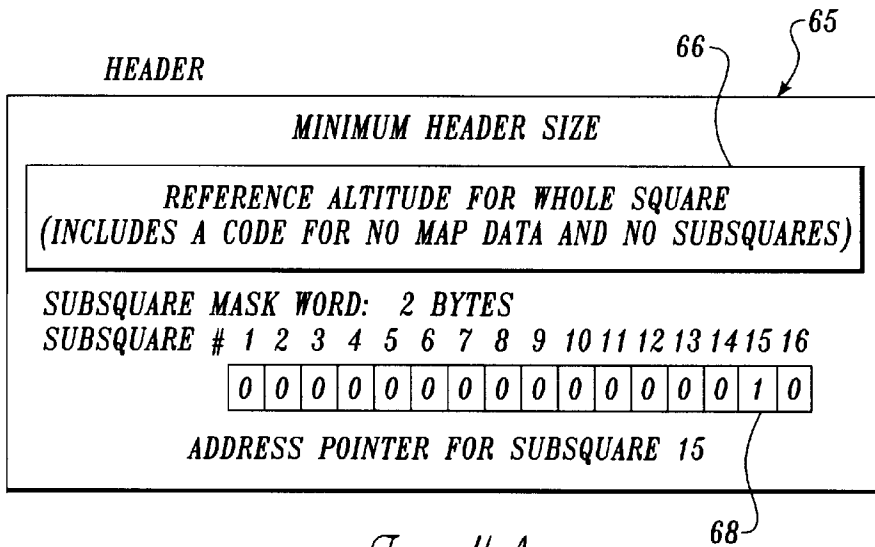 65
66
HEADER
MINIMUM HEADER SIZE
REFERENCE ALTITUDE FOR WHOLE SQUARE
(INCLUDES A CODE FOR NO MAP DATA AND NO SUBSQUARES)
SUBSQUARE MASK WORD: 2 BYTES
SUBSQUARE # 1 2 3 4 5 6 7 8 9 10 11 12 13 14 15 16
0 0 0 0 0 0 0 0 0 0 0 0 0 0 1 0
ADDRESS POINTER FOR SUBSQUARE 15
68